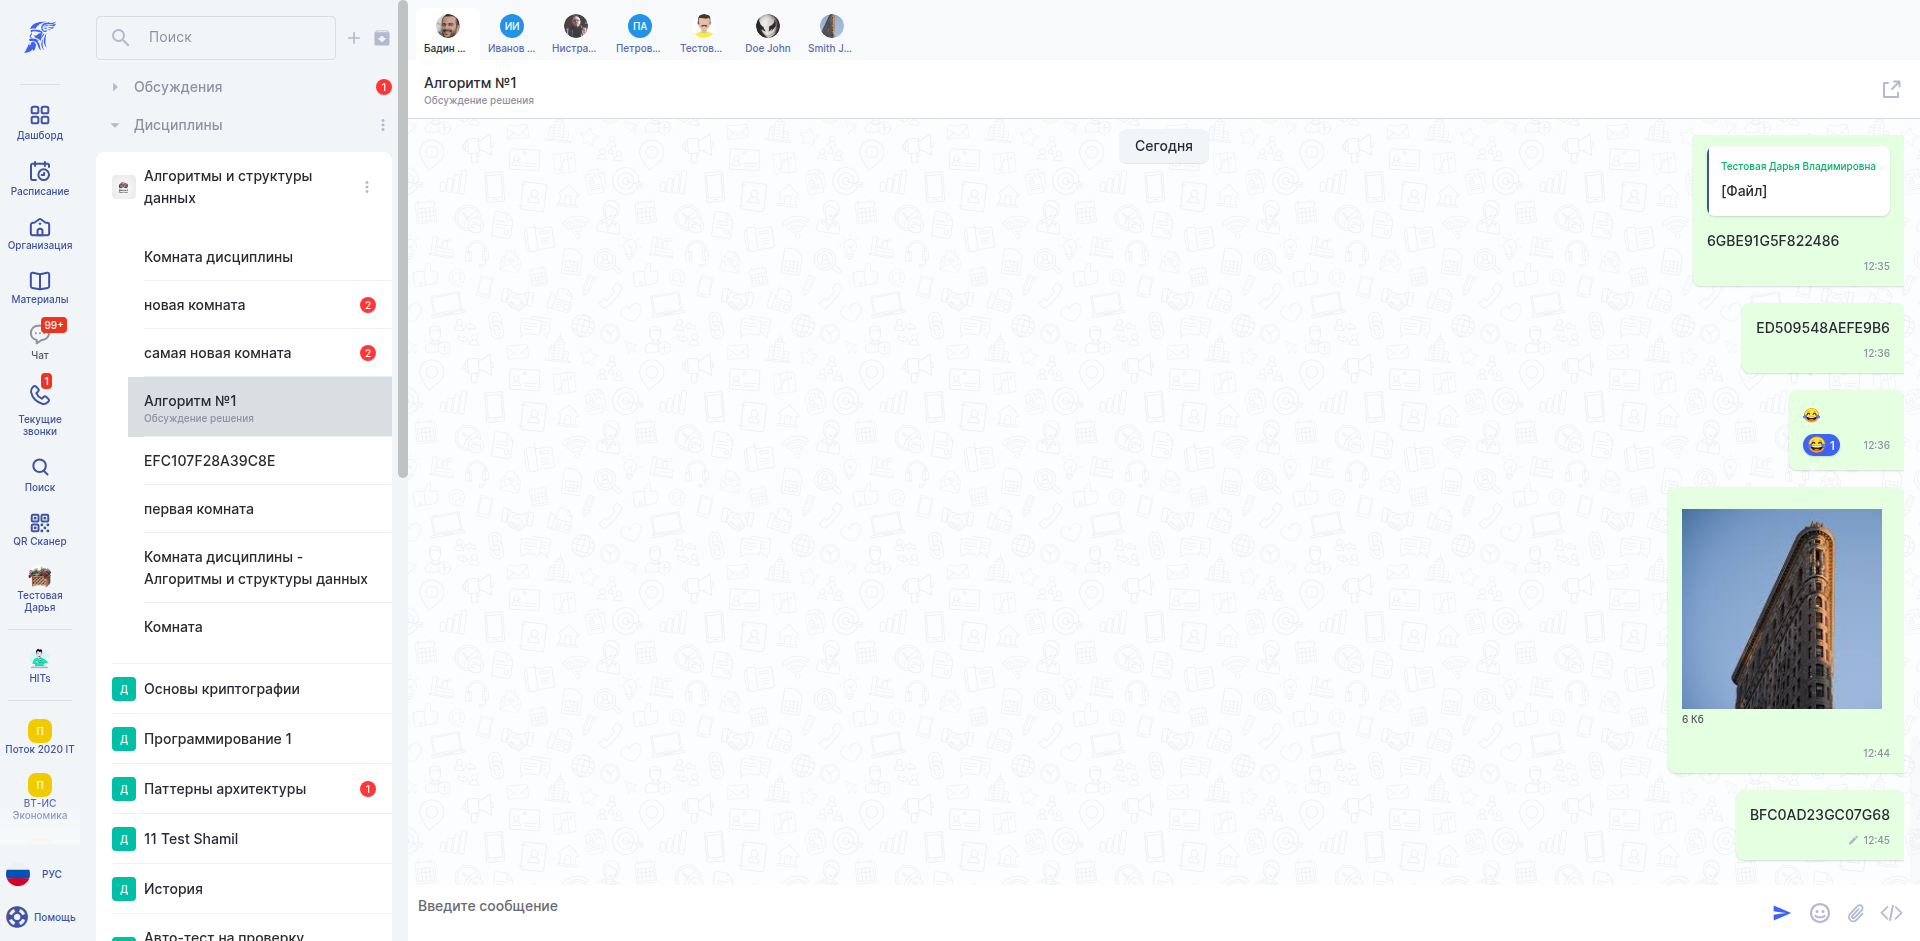 Дашборд
Расписание
Организация
Материалы
99+
Чат
1
Текущие
звонки
Поиск
QR Сканер
Тестовая
Дарья
HITs
П
Поток 2020 IT
П
ВТ-ИС
Экономика
РУС
Помощь
Поиск
Обсуждения
1
Дисциплины
Алгоритмы и структуры
данных
Комната дисциплины
новая комната
2
самая новая комната
2
Алгоритм №1
Обсуждение решения
EFC107F28A39C8E
первая комната
Комната дисциплины -
Алгоритмы и структуры данных
Комната
Д
Основы криптографии
Д
Программирование 1
Д
Паттерны архитектуры
1
Д
11 Test Shamil
Д
История
Авто-тест на проверку
Бадин ...
ИИ
Иванов ...
Нистра...
ПА
Петров...
Тестов...
Doe John
Smith J...
Алгоритм №1
Обсуждение решения
Сегодня
Тестовая Дарья Владимировна
[Файл]
6GBE91G5F822486
12:35
ED509548AEFE9B6
12:36
😂
😂 1
12:36
6 Кб
12:44
BFC0AD23GC07G68
12:45
Введите сообщение